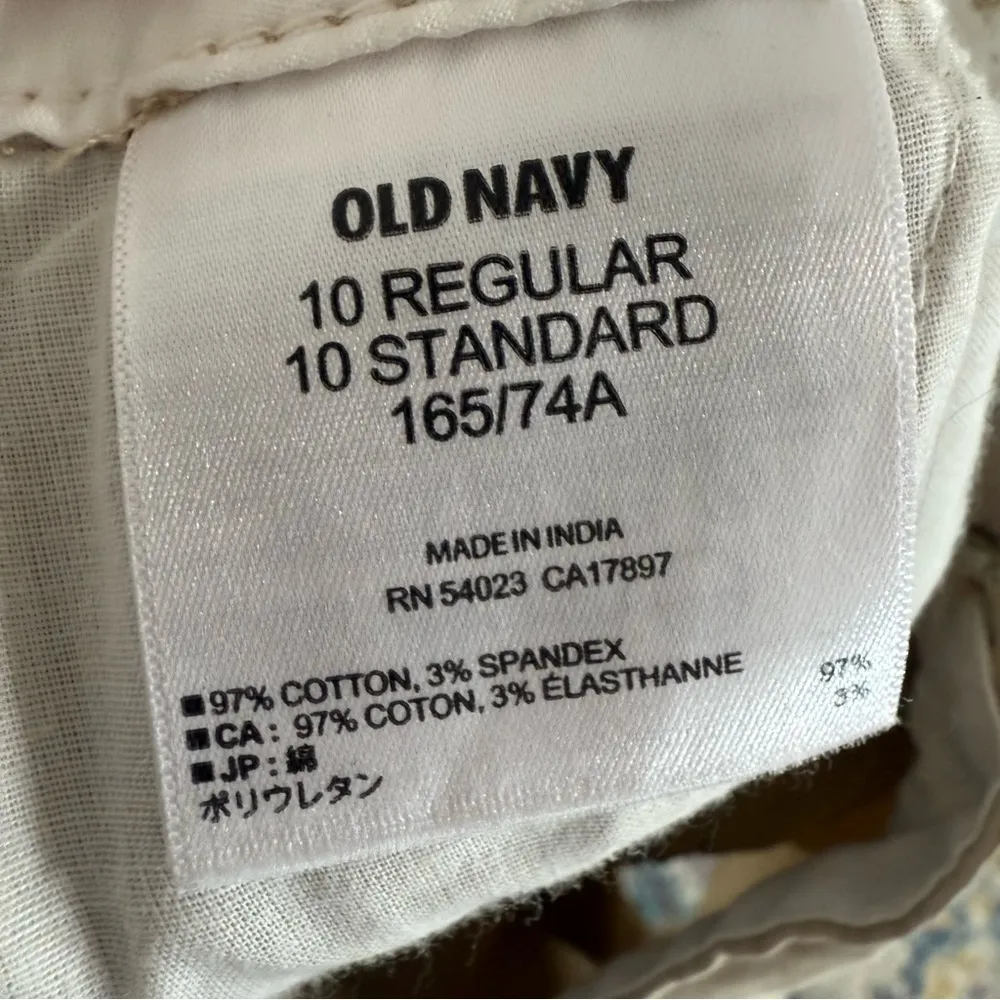 OLD NAVY
10 REGULAR
10 STANDARD
165/74A
MADE IN INDIA
RN 54023 CA17897
■97% COTTON, 3% SPANDEX
■CA: 97% COTON, 3% ÉLASTHANNE
■JP:綿 97%
ポリウレタン 3%